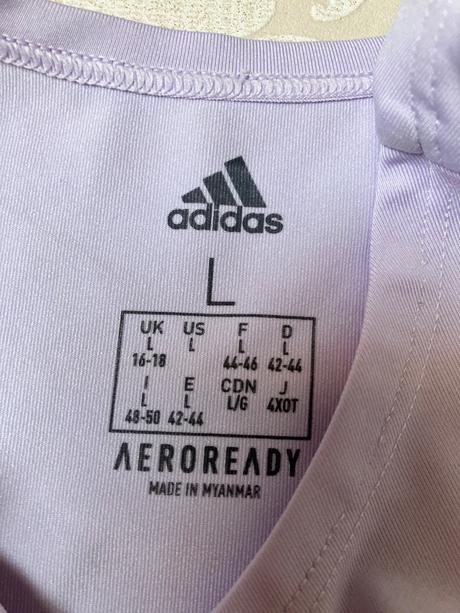 adidas
L
UK US F D
L L L L
16-18 44-46 42-44
I E CDN J
L L L/G 4XOT
48-50 42-44
AEROREADY
MADE IN MYANMAR